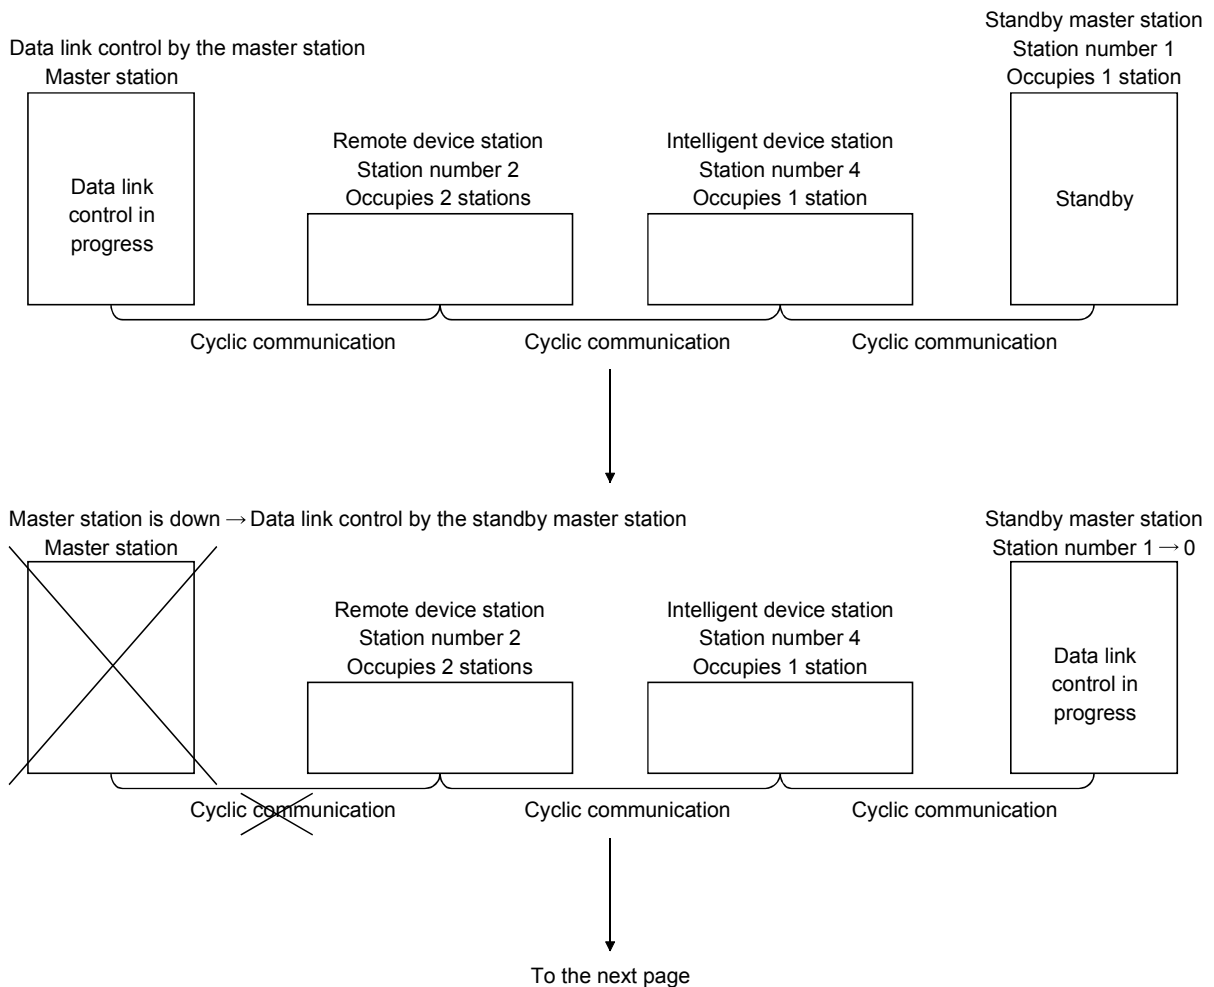 Data link control by the master station
Master station
Standby master station
Station number 1
Occupies 1 station
Data link
control in
progress
Remote device station
Station number 2
Occupies 2 stations
Intelligent device station
Station number 4
Occupies 1 station
Standby
Cyclic communication
Cyclic communication
Cyclic communication
Master station is down → Data link control by the standby master station
Master station
Standby master station
Station number 1 → 0
Remote device station
Station number 2
Occupies 2 stations
Intelligent device station
Station number 4
Occupies 1 station
Data link
control in
progress
Cyclic communication
Cyclic communication
Cyclic communication
To the next page